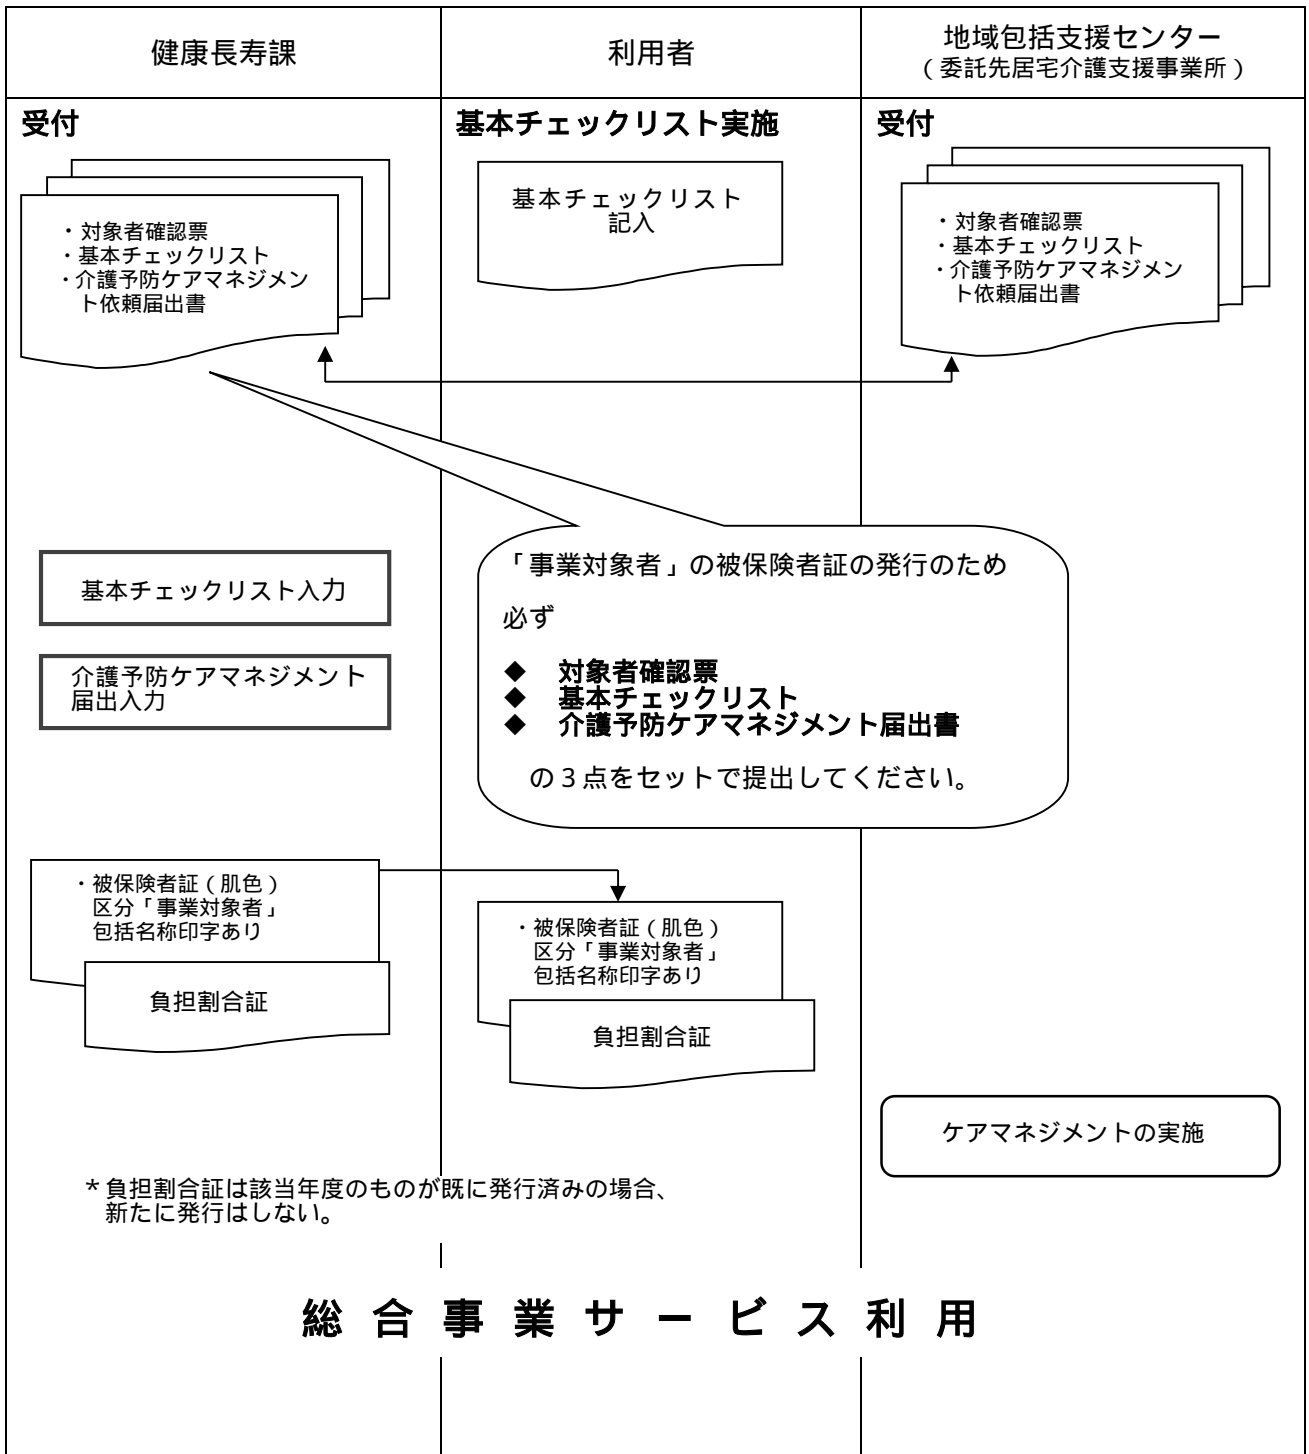 健康長寿課
利用者
地域包括支援センター
（委託先居宅介護支援事業所）
受付
・対象者確認票
・基本チェックリスト
・介護予防ケアマネジメン
ト依頼届出書
基本チェックリスト実施
基本チェックリスト
記入
受付
・対象者確認票
・基本チェックリスト
・介護予防ケアマネジメン
ト依頼届出書
基本チェックリスト入力
介護予防ケアマネジメント
届出入力
「事業対象者」の被保険者証の発行のため
必ず
◆ 対象者確認票
◆ 基本チェックリスト
◆ 介護予防ケアマネジメント届出書
の３点をセットで提出してください。
・被保険者証（肌色）
区分「事業対象者」
包括名称印字あり
負担割合証
・被保険者証（肌色）
区分「事業対象者」
包括名称印字あり
負担割合証
ケアマネジメントの実施
＊負担割合証は該当年度のものが既に発行済みの場合、
新たに発行はしない。
総合事業サービス利用